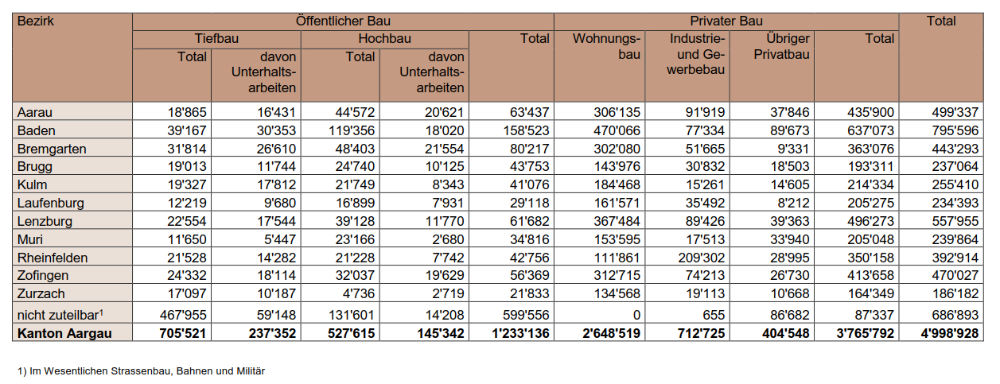 Bezirk Öffentlicher Bau Privater Bau Total
Tiefbau Hochbau Total Wohnungs-
bau Industrie-
und Ge-
werbebau Übriger
Privatbau Total
Total davon
Unterhalts-
arbeiten Total davon
Unterhalts-
arbeiten
Aarau 18'865 16'431 44'572 20'621 63'437 306'135 91'919 37'846 435'900 499'337
Baden 39'167 30'353 119'356 18'020 158'523 470'066 77'334 89'673 637'073 795'596
Bremgarten 31'814 26'610 48'403 21'554 80'217 302'080 51'665 9'331 363'076 443'293
Brugg 19'013 11'744 24'740 10'125 43'753 143'976 30'832 18'503 193'311 237'064
Kulm 19'327 17'812 21'749 8'343 41'076 184'468 15'261 14'605 214'334 255'410
Laufenburg 12'219 9'680 16'899 7'931 29'118 161'571 35'492 8'212 205'275 234'393
Lenzburg 22'554 17'544 39'128 11'770 61'682 367'484 89'426 39'363 496'273 557'955
Muri 11'650 5'447 23'166 2'680 34'816 153'595 17'513 33'940 205'048 239'864
Rheinfelden 21'528 14'282 21'228 7'742 42'756 111'861 209'302 28'995 350'158 392'914
Zofingen 24'332 18'114 32'037 19'629 56'369 312'715 74'213 26'730 413'658 470'027
Zurzach 17'097 10'187 4'736 2'719 21'833 134'568 19'113 10'668 164'349 186'182
nicht zuteilbar¹ 467'955 59'148 131'601 14'208 599'556 0 655 86'682 87'337 686'893
Kanton Aargau 705'521 237'352 527'615 145'342 1'233'136 2'648'519 712'725 404'548 3'765'792 4'998'928
1) Im Wesentlichen Strassenbau, Bahnen und Militär